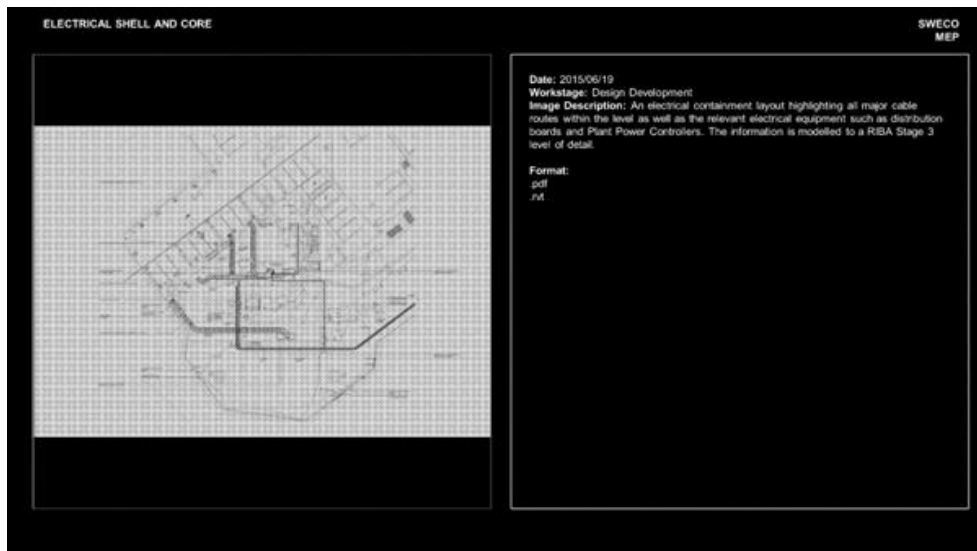 ELECTRICAL SHELL AND CORE
SWECO
MEP
Date: 2015/06/19
Workstage: Design Development
Image Description: An electrical containment layout highlighting all major cable
routes within the level as well as the relevant electrical equipment such as distribution
boards and Plant Power Controllers. The information is modelled to a RIBA Stage 3
level of detail.
Format:
.pdf
.rvt